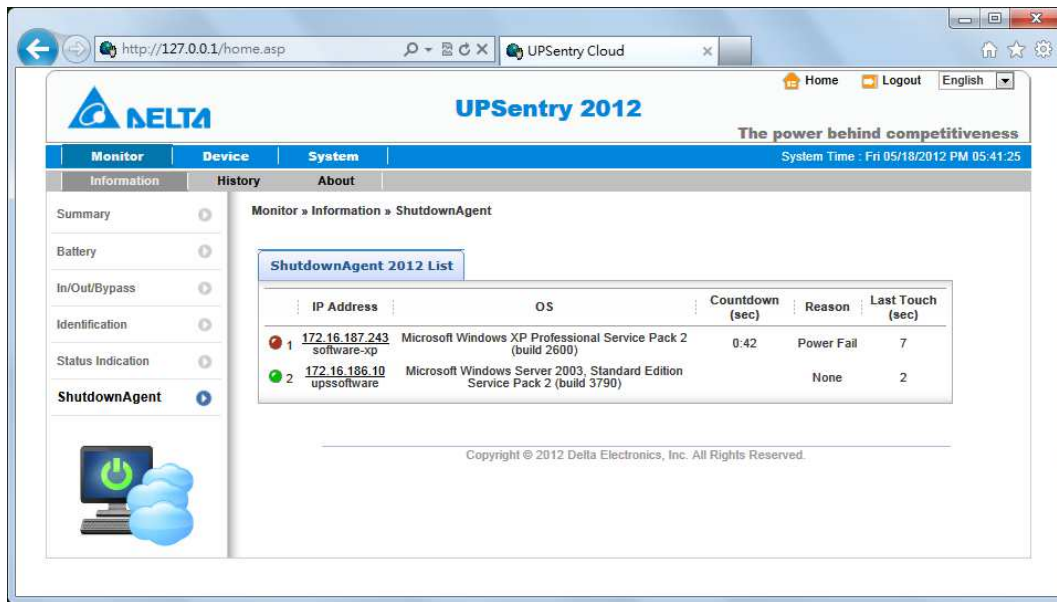 http://127.0.0.1/home.asp
UPSentry Cloud
Home Logout English
DELTA
UPSentry 2012
The power behind competitiveness
Monitor Device System System Time : Fri 05/18/2012 PM 05:41:25
Information History About
Summary
Battery
In/Out/Bypass
Identification
Status Indication
ShutdownAgent
Monitor » Information » ShutdownAgent
ShutdownAgent 2012 List
IP Address OS Countdown (sec) Reason Last Touch (sec)
1 172.16.187.243 Microsoft Windows XP Professional Service Pack 2 0:42 Power Fail 7
software-xp (build 2600)
2 172.16.186.10 Microsoft Windows Server 2003, Standard Edition None 2
upssoftware Service Pack 2 (build 3790)
Copyright © 2012 Delta Electronics, Inc. All Rights Reserved.